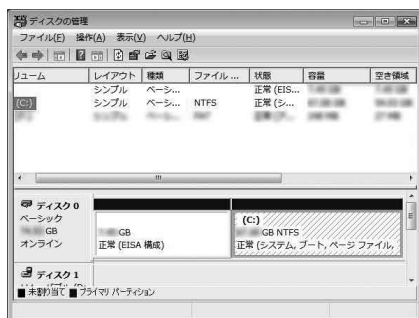 ディスクの管理
ファイル(F) 操作(A) 表示(V) ヘルプ(H)
ューム レイアウト 種類 ファイル ... 状態 容量 空き領域
シンプル ベーシ... 正常 (EIS...
(C:) シンプル ベーシ... NTFS 正常 (シ...
ディスク 0
ベーシック
GB
オンライン
GB
正常 (EISA 構成)
(C:)
GB NTFS
正常 (システム, ブート, ページ ファイル,
ディスク 1
未割り当て プライマリ パーティション